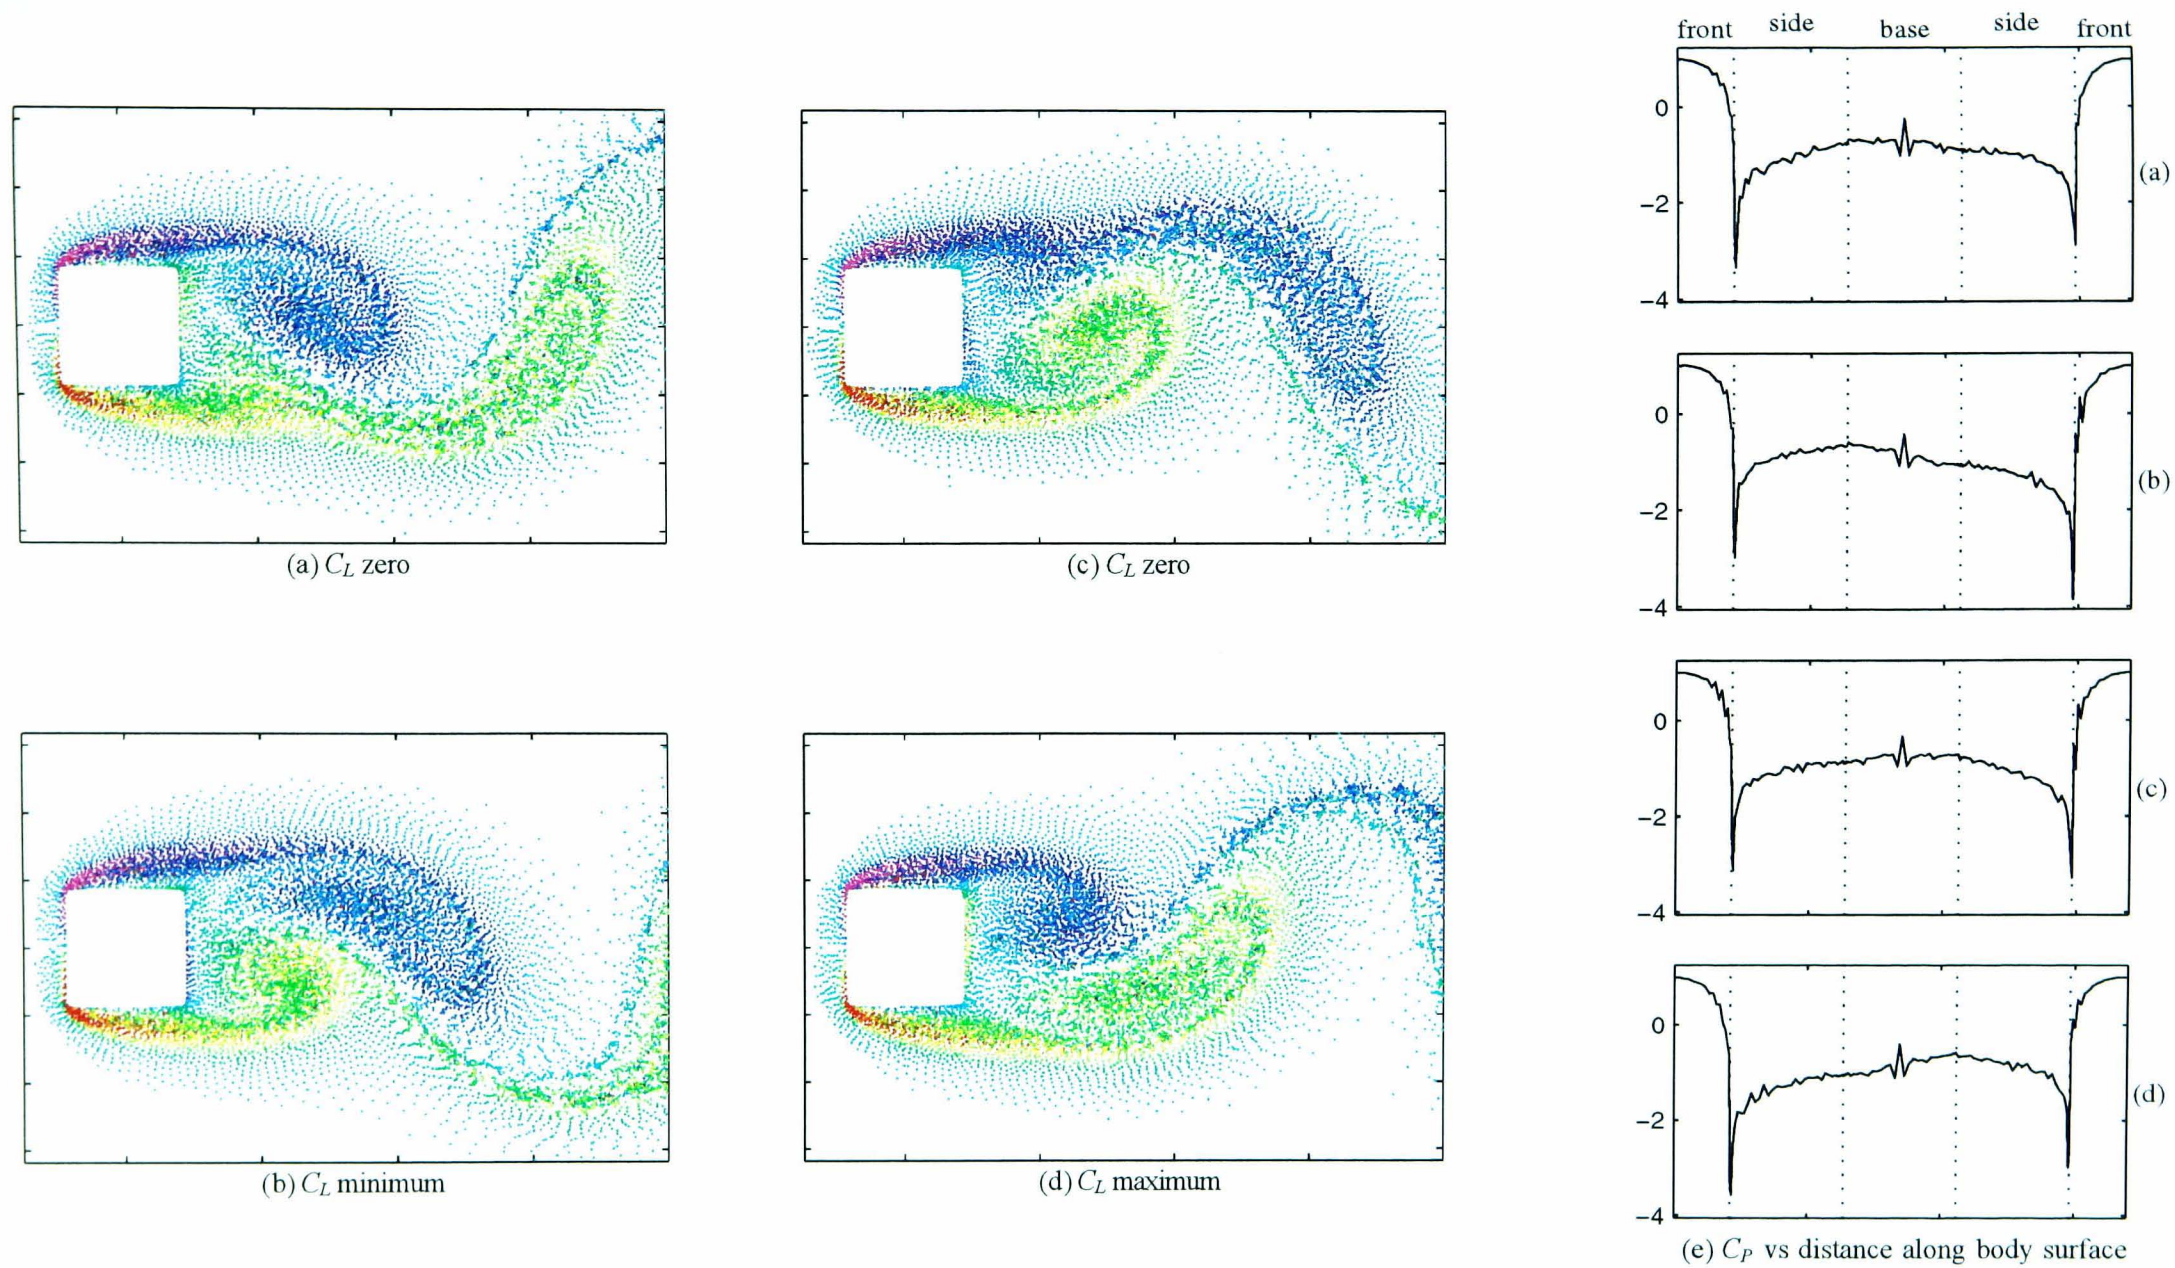 front side base side front
0
−2
−4
(a)
(a) C_L zero
(c) C_L zero
0
−2
−4
(b)
0
−2
−4
(c)
0
−2
−4
(d)
(b) C_L minimum
(d) C_L maximum
(e) C_P vs distance along body surface